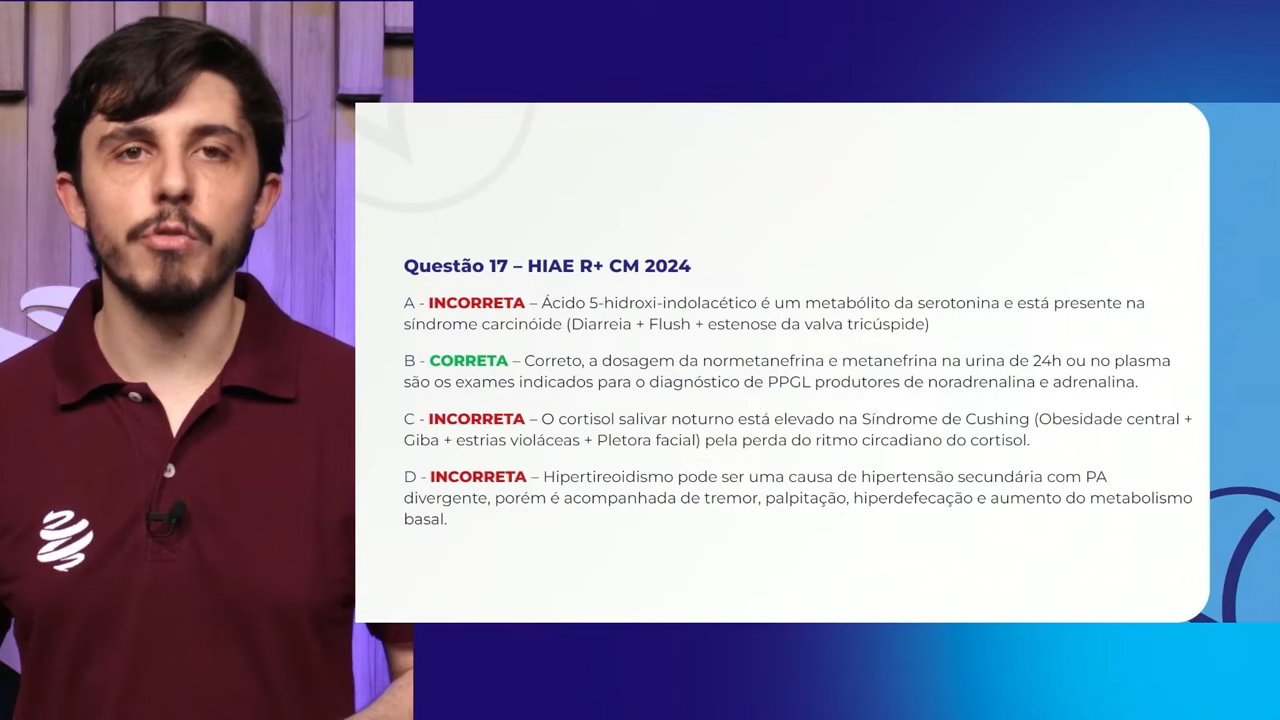 Questão 17 – HIAE R+ CM 2024
A - INCORRETA – Ácido 5-hidroxi-indolacético é um metabólito da serotonina e está presente na
síndrome carcinóide (Diarreia + Flush + estenose da valva tricúspide)
B - CORRETA – Correto, a dosagem da normetanefrina e metanefrina na urina de 24h ou no plasma
são os exames indicados para o diagnóstico de PPGL produtores de noradrenalina e adrenalina.
C - INCORRETA – O cortisol salivar noturno está elevado na Síndrome de Cushing (Obesidade central +
Giba + estrias violáceas + Pletora facial) pela perda do ritmo circadiano do cortisol.
D - INCORRETA – Hipertireoidismo pode ser uma causa de hipertensão secundária com PA
divergente, porém é acompanhada de tremor, palpitação, hiperdefecação e aumento do metabolismo
basal.